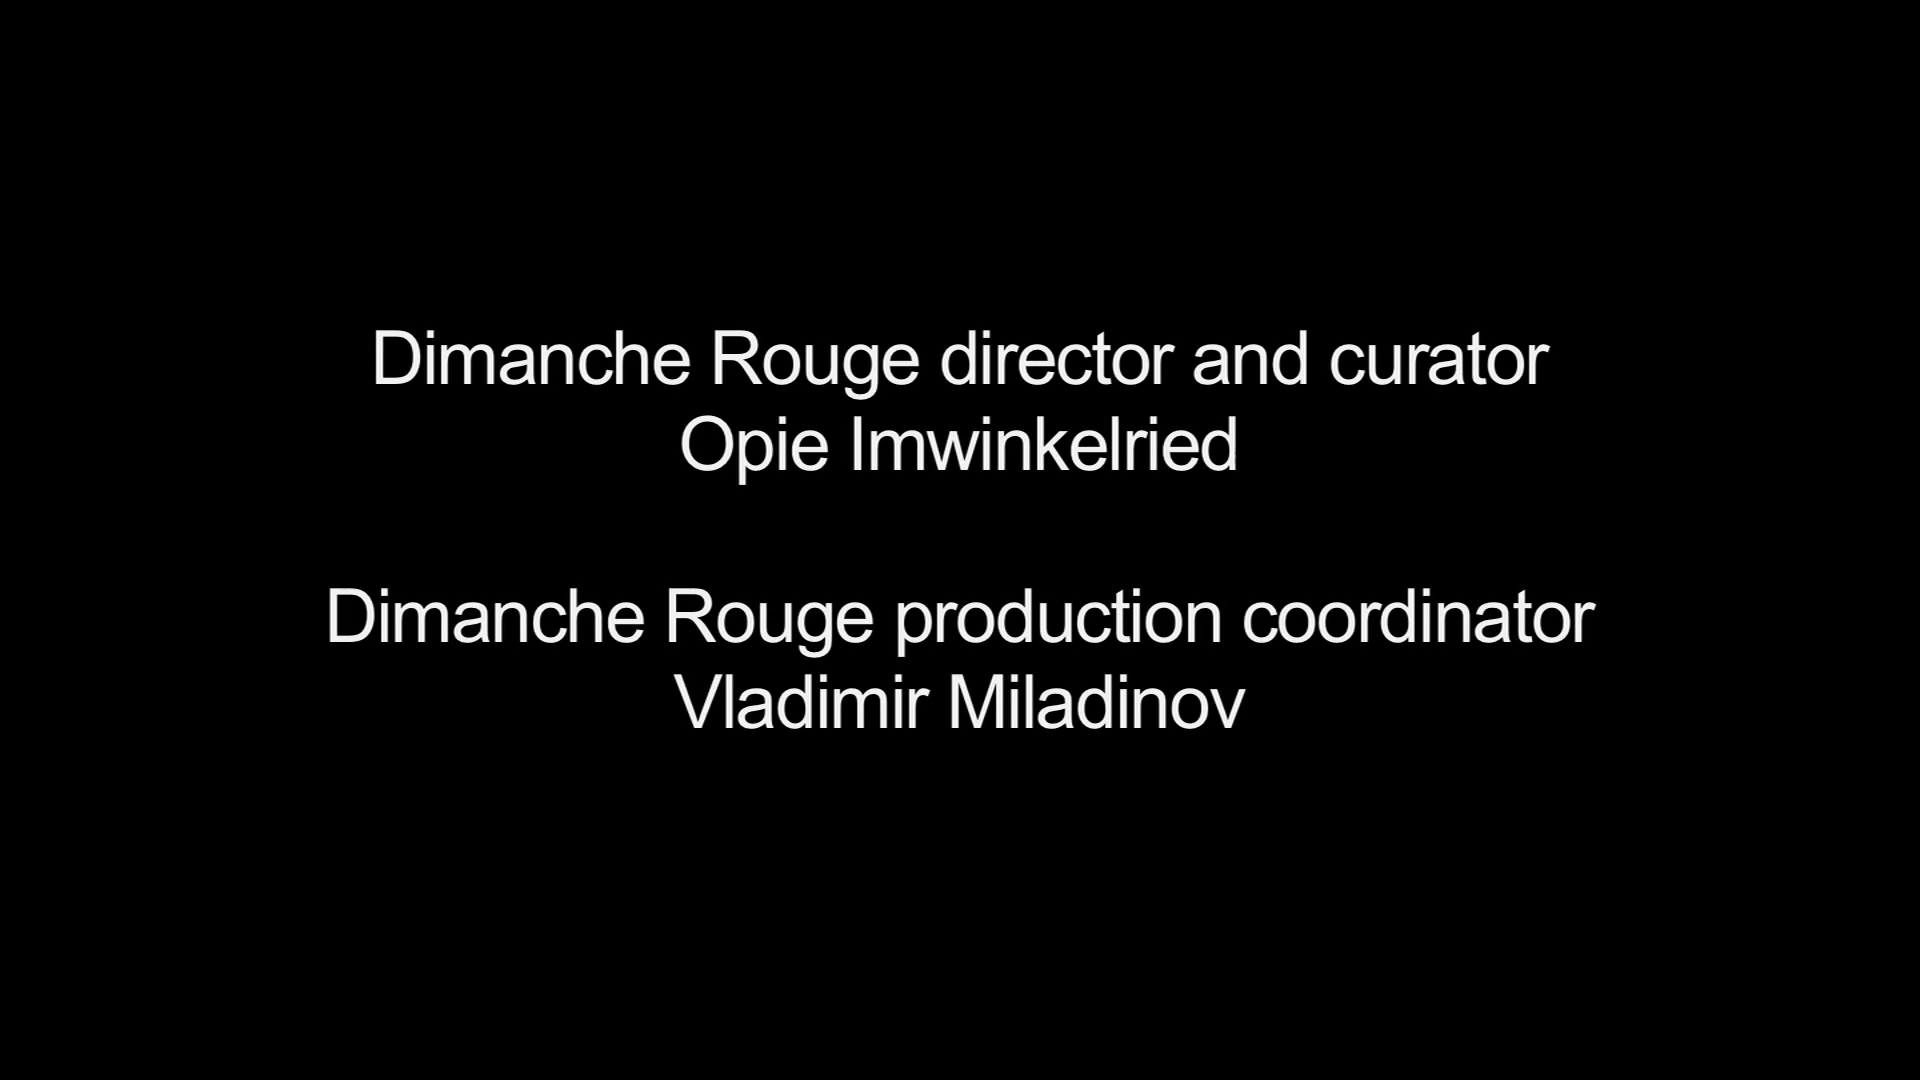 Dimanche Rouge director and curator
Opie Imwinkelried
Dimanche Rouge production coordinator
Vladimir Miladinov